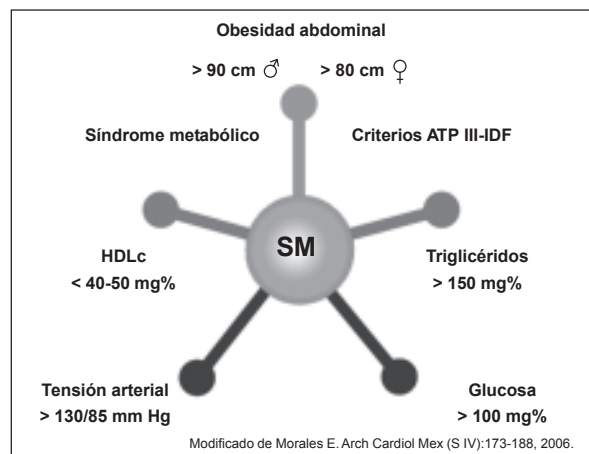 Obesidad abdominal
> 90 cm ♂ > 80 cm ♀
Síndrome metabólico
Criterios ATP III-IDF
SM
HDLc
< 40-50 mg%
Triglicéridos
> 150 mg%
Tensión arterial
> 130/85 mm Hg
Glucosa
> 100 mg%
Modificado de Morales E. Arch Cardiol Mex (S IV):173-188, 2006.